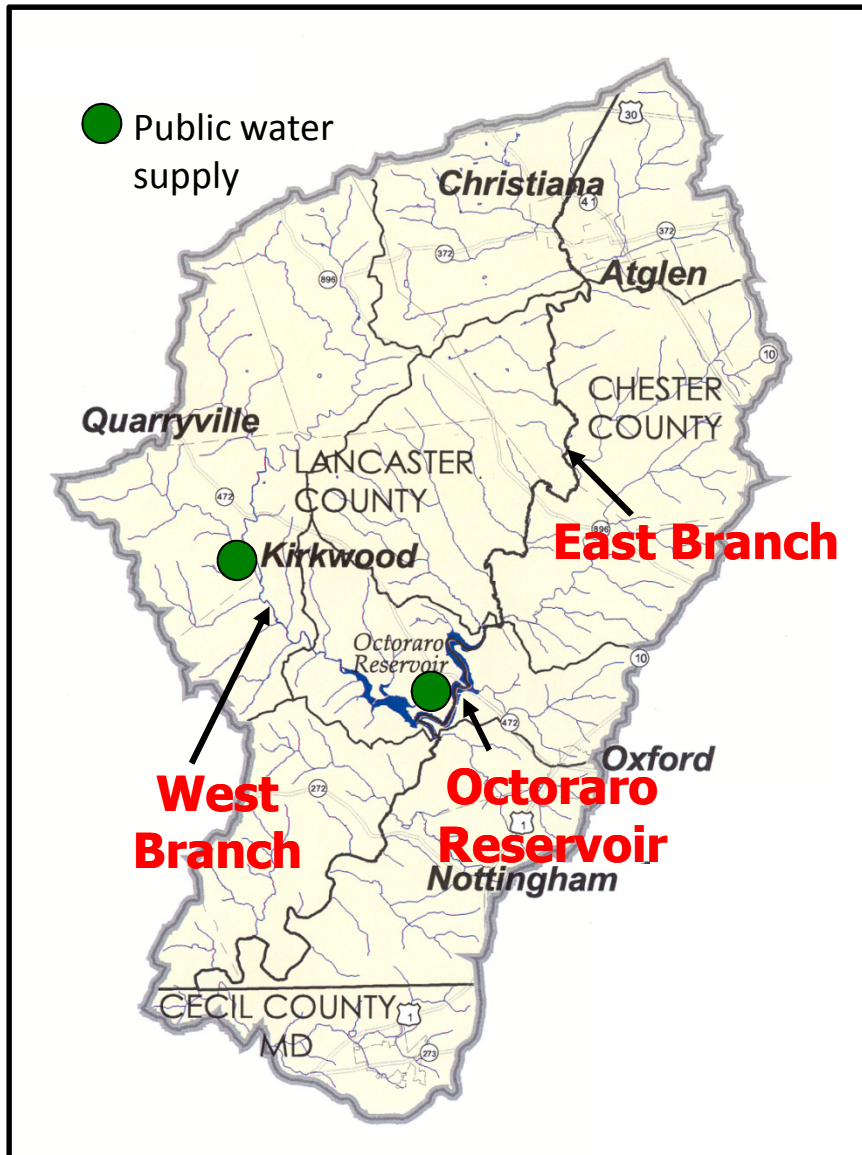 Public water
supply
30
Christiana
41
372
372
896
Atglen
10
CHESTER
COUNTY
Quarryville
LANCASTER
COUNTY
472
896
East Branch
Kirkwood
Octoraro
Reservoir
10
472
Oxford
272
West
Branch
Octoraro
Reservoir
1
Nottingham
CECIL COUNTY
MD
1
273